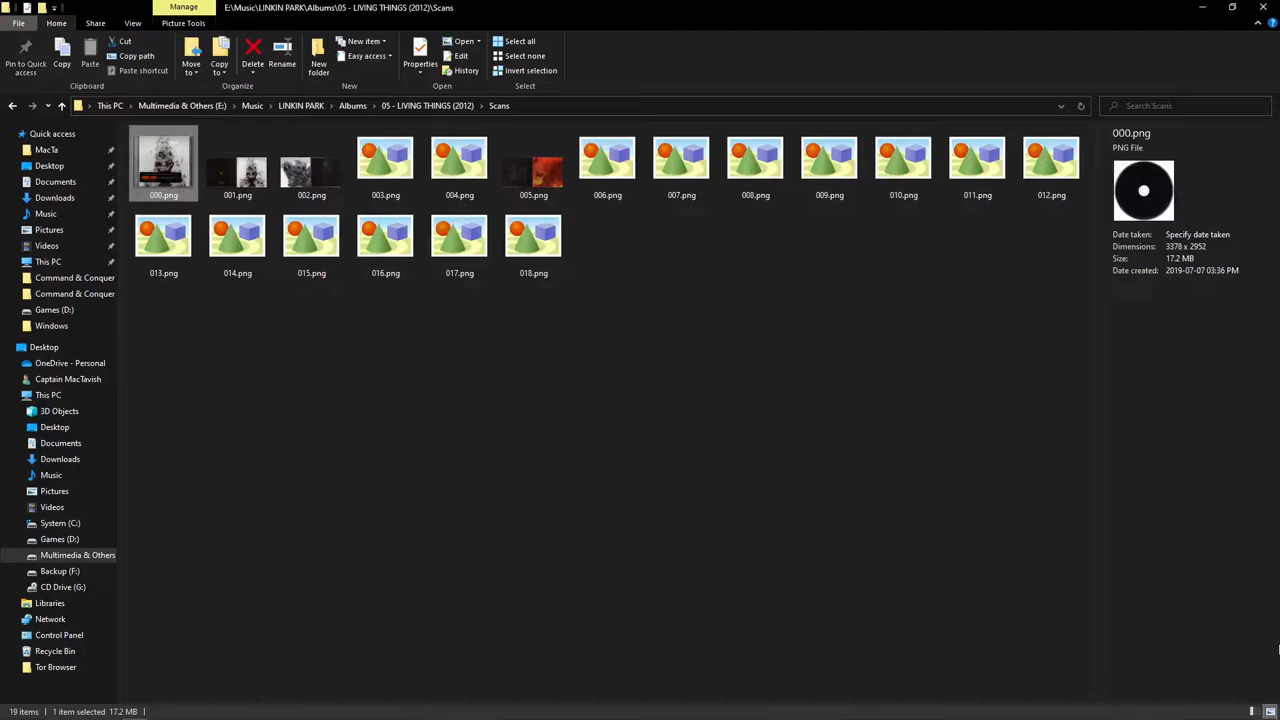 Manage
E:\Music\LINKIN PARK\Albums\05 - LIVING THINGS (2012)\Scans
File
Home
Share
View
Picture Tools
Pin to Quick access
Copy
Paste
Cut
Copy path
Paste shortcut
Clipboard
Move to
Copy to
Delete
Rename
Organize
New folder
New item
Easy access
New
Properties
Open
Edit
History
Open
Select all
Select none
Invert selection
Select
This PC
Multimedia & Others (E:)
Music
LINKIN PARK
Albums
05 - LIVING THINGS (2012)
Scans
Search Scans
Quick access
MacTa
Desktop
Documents
Downloads
Music
Pictures
Videos
This PC
Command & Conquer
Command & Conquer
Games (D:)
Windows
Desktop
OneDrive - Personal
Captain MacTavish
This PC
3D Objects
Desktop
Documents
Downloads
Music
Pictures
Videos
System (C:)
Games (D:)
Multimedia & Others
Backup (F:)
CD Drive (G:)
Libraries
Network
Control Panel
Recycle Bin
Tor Browser
000.png
001.png
002.png
003.png
004.png
005.png
006.png
007.png
008.png
009.png
010.png
011.png
012.png
013.png
014.png
015.png
016.png
017.png
018.png
000.png
PNG File
Date taken: Specify date taken
Dimensions: 3378 x 2952
Size: 17.2 MB
Date created: 2019-07-07 03:36 PM
19 items
1 item selected 17.2 MB